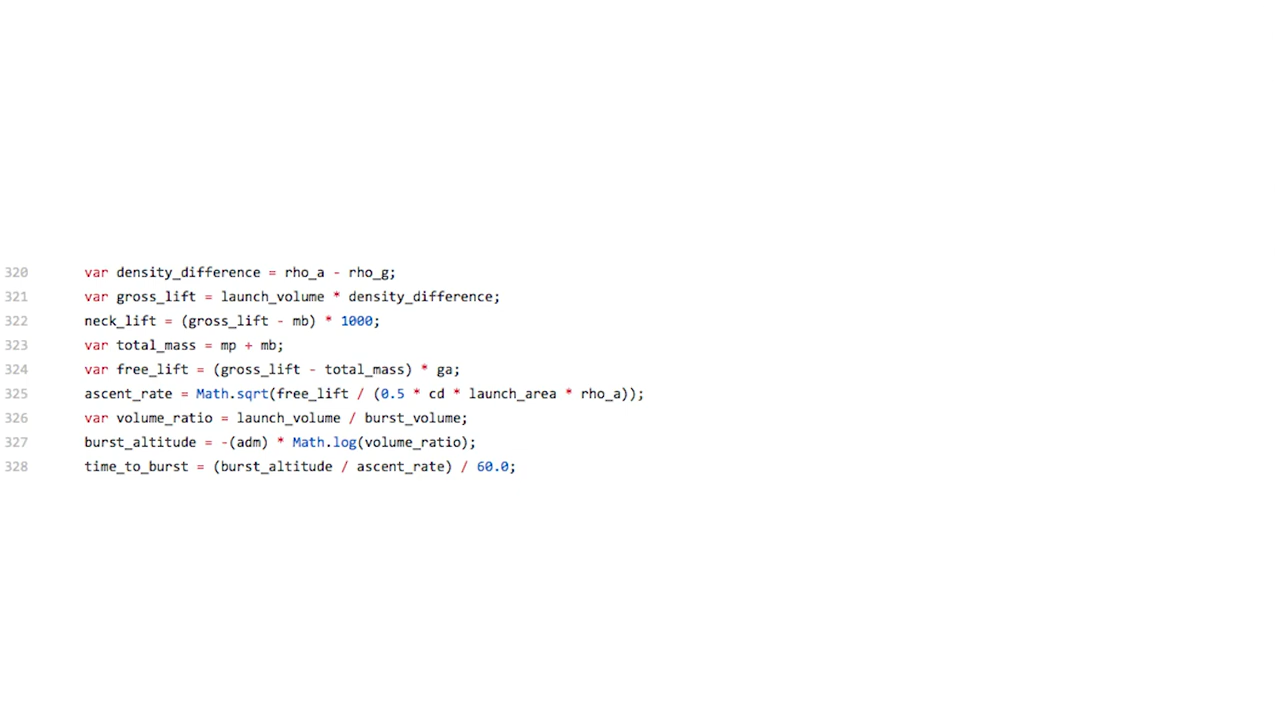 320 var density_difference = rho_a - rho_g;
321 var gross_lift = launch_volume * density_difference;
322 neck_lift = (gross_lift - mb) * 1000;
323 var total_mass = mp + mb;
324 var free_lift = (gross_lift - total_mass) * ga;
325 ascent_rate = Math.sqrt(free_lift / (0.5 * cd * launch_area * rho_a));
326 var volume_ratio = launch_volume / burst_volume;
327 burst_altitude = -(adm) * Math.log(volume_ratio);
328 time_to_burst = (burst_altitude / ascent_rate) / 60.0;